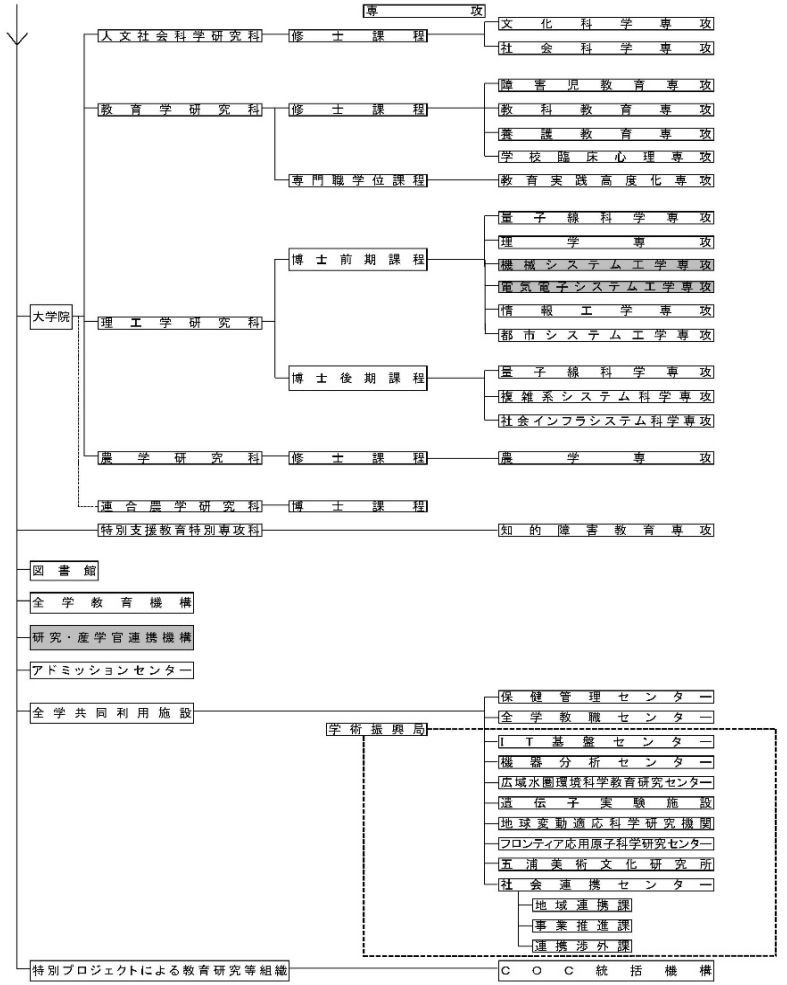 専攻
人文社会科学研究科 修士課程 文化科学専攻
社会科学専攻
障害児教育専攻
教育学研究科 修士課程 教科教育専攻
養護教育専攻
学校臨床心理専攻
専門職学位課程 教育実践高度化専攻
量子線科学専攻
理学専攻
博士前期課程 機械システム工学専攻
電気電子システム工学専攻
情報工学専攻
大学院 理工学研究科
都市システム工学専攻
量子線科学専攻
博士後期課程
複雑系システム科学専攻
社会インフラシステム科学専攻
農学研究科 修士課程 農学専攻
連合農学研究科 博士課程
特別支援教育特別専攻科 知的障害教育専攻
図書館
全学教育機構
研究・産学官連携機構
アドミッションセンター
保健管理センター
全学共同利用施設 全学教職センター
学術振興局
IT基盤センター
機器分析センター
広域水圏環境科学教育研究センター
遺伝子実験施設
地球変動適応科学研究機関
フロンティア応用原子科学研究センター
五浦美術文化研究所
社会連携センター
地域連携課
事業推進課
連携渉外課
特別プロジェクトによる教育研究等組織 COC統括機構